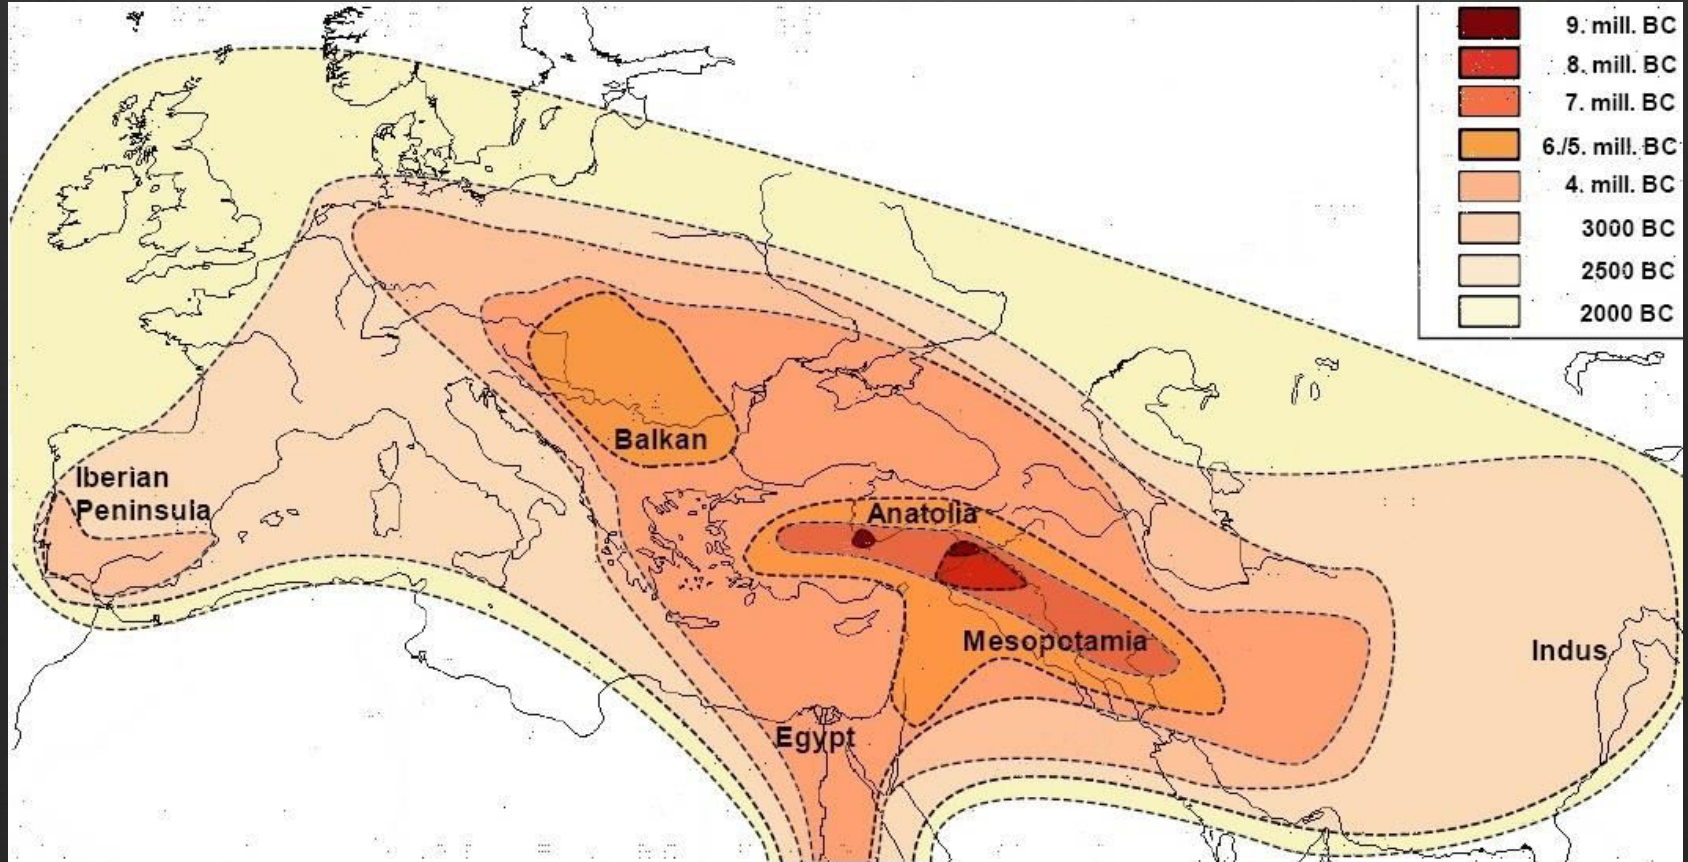 9. mill. BC
8. mill. BC
7. mill. BC
6./5. mill. BC
4. mill. BC
3000 BC
2500 BC
2000 BC
Balkan
Iberian
Peninsula
Anatolia
Mesopotamia
Indus
Egypt